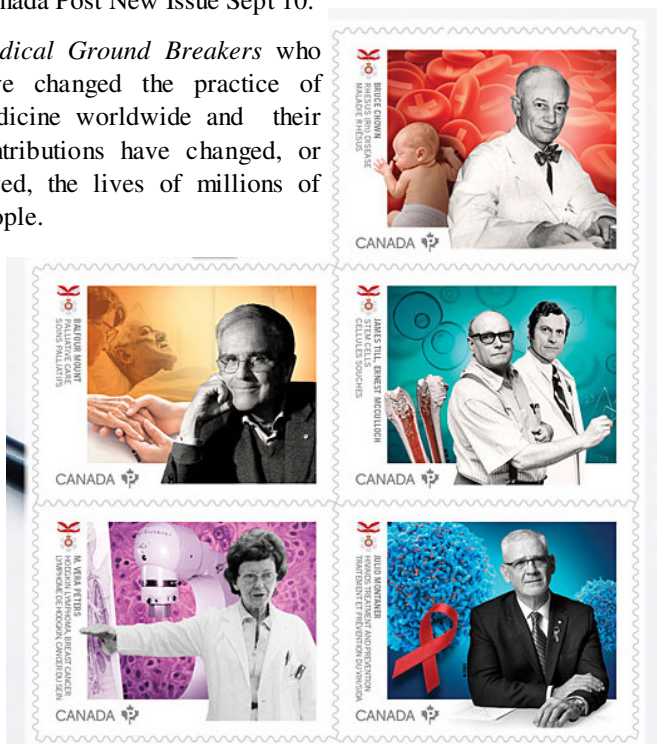 nada Post New Issue Sept 10.
dical Ground Breakers who
ve changed the practice of
dicine worldwide and their
ntributions have changed, or
ved, the lives of millions of
ople.
BRUCE CHOWN
RHESUS (Rh) DISEASE
MALADIE RHÉSUS
CANADA P
BALFOUR MOUNT
PALLIATIVE CARE
SOINS PALLIATIFS
CANADA P
JAMES TILL, ERNEST MCCULLOCH
STEM CELLS
CELLULES SOUCHES
CANADA P
M. VERA PETERS
HODGKIN LYMPHOMA, BREAST CANCER
LYMPHOME DE HODGKIN, CANCER DU SEIN
CANADA P
JULIO MONTANER
HIV/AIDS TREATMENT AND PREVENTION
TRAITEMENT ET PRÉVENTION DU VIH/SIDA
CANADA P